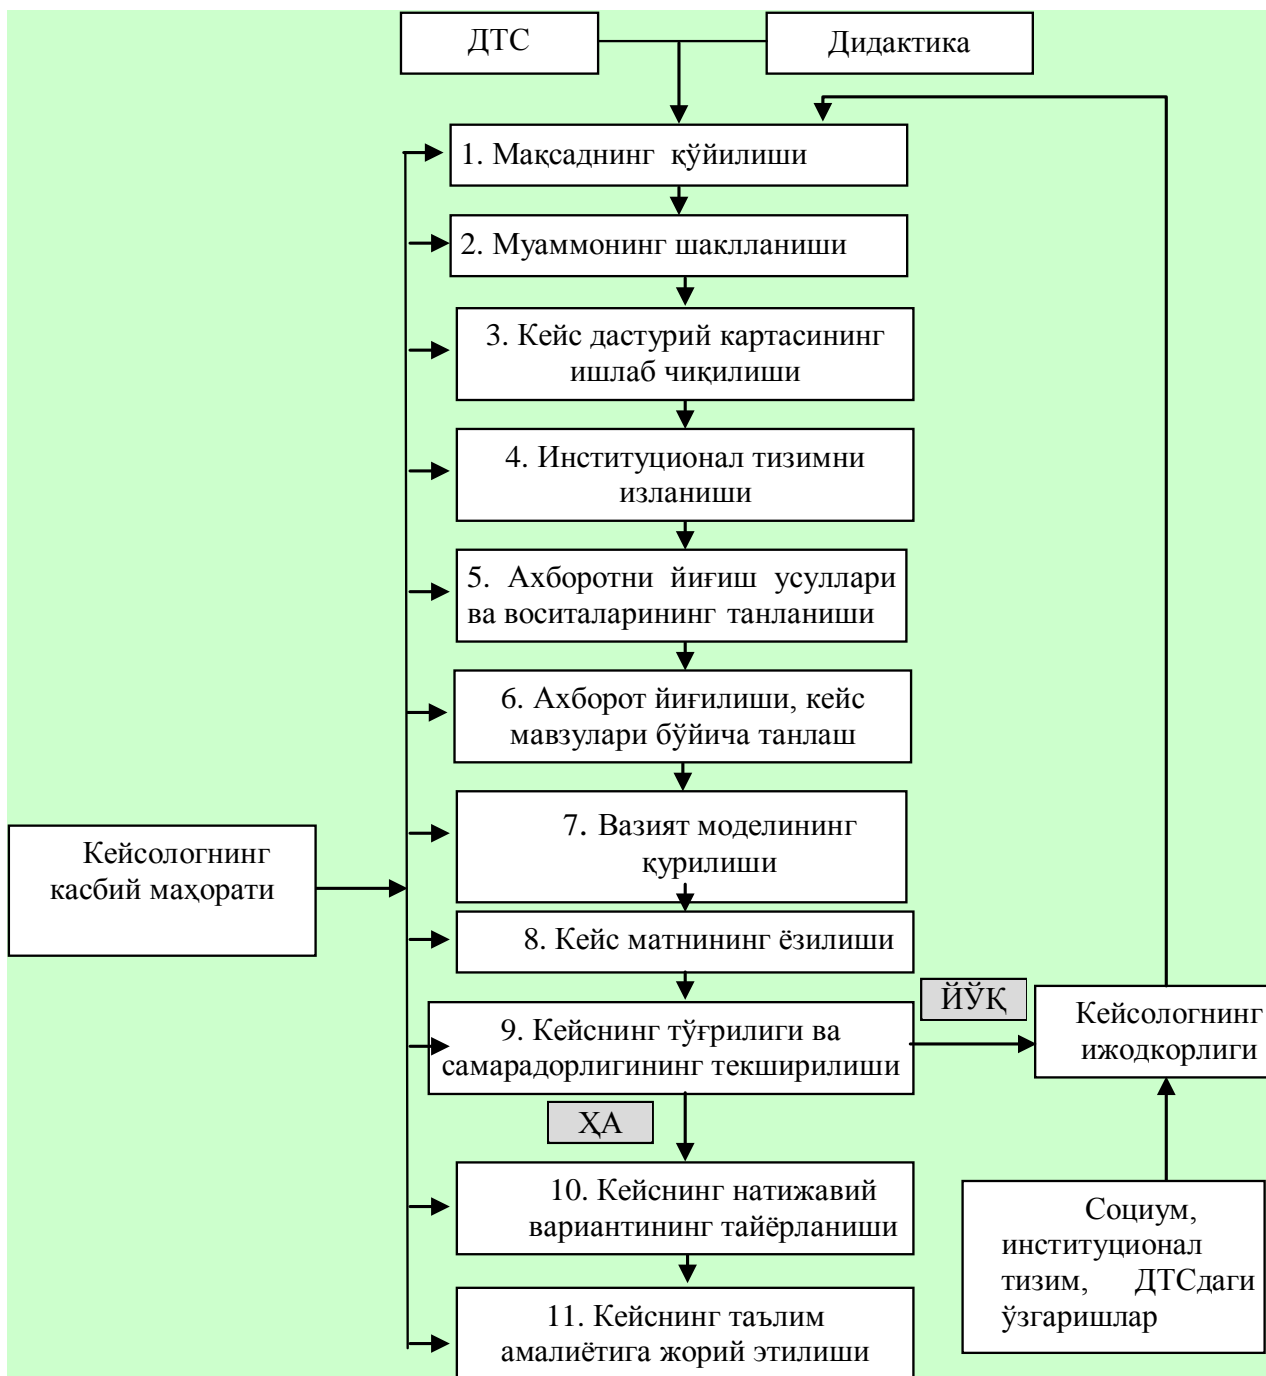 ДТС
Дидактика
1. Мақсаднинг қўйилиши
2. Муаммонинг шаклланиши
3. Кейс дастурий картасининг
ишлаб чиқилиши
4. Институционал тизимни
изланиши
5. Ахборотни йиғиш усуллари
ва воситаларининг танланиши
6. Ахборот йиғилиши, кейс
мавзулари бўйича танлаш
7. Вазият моделининг
қурилиши
Кейсологнинг
касбий маҳорати
8. Кейс матнининг ёзилиши
ЙЎҚ
9. Кейснинг тўғрилиги ва
самарадорлигининг текширилиши
Кейсологнинг
ижодкорлиги
ҲА
10. Кейснинг натижавий
вариантининг тайёрланиши
Социум,
институционал
тизим, ДТСдаги
ўзгаришлар
11. Кейснинг таълим
амалиётига жорий этилиши